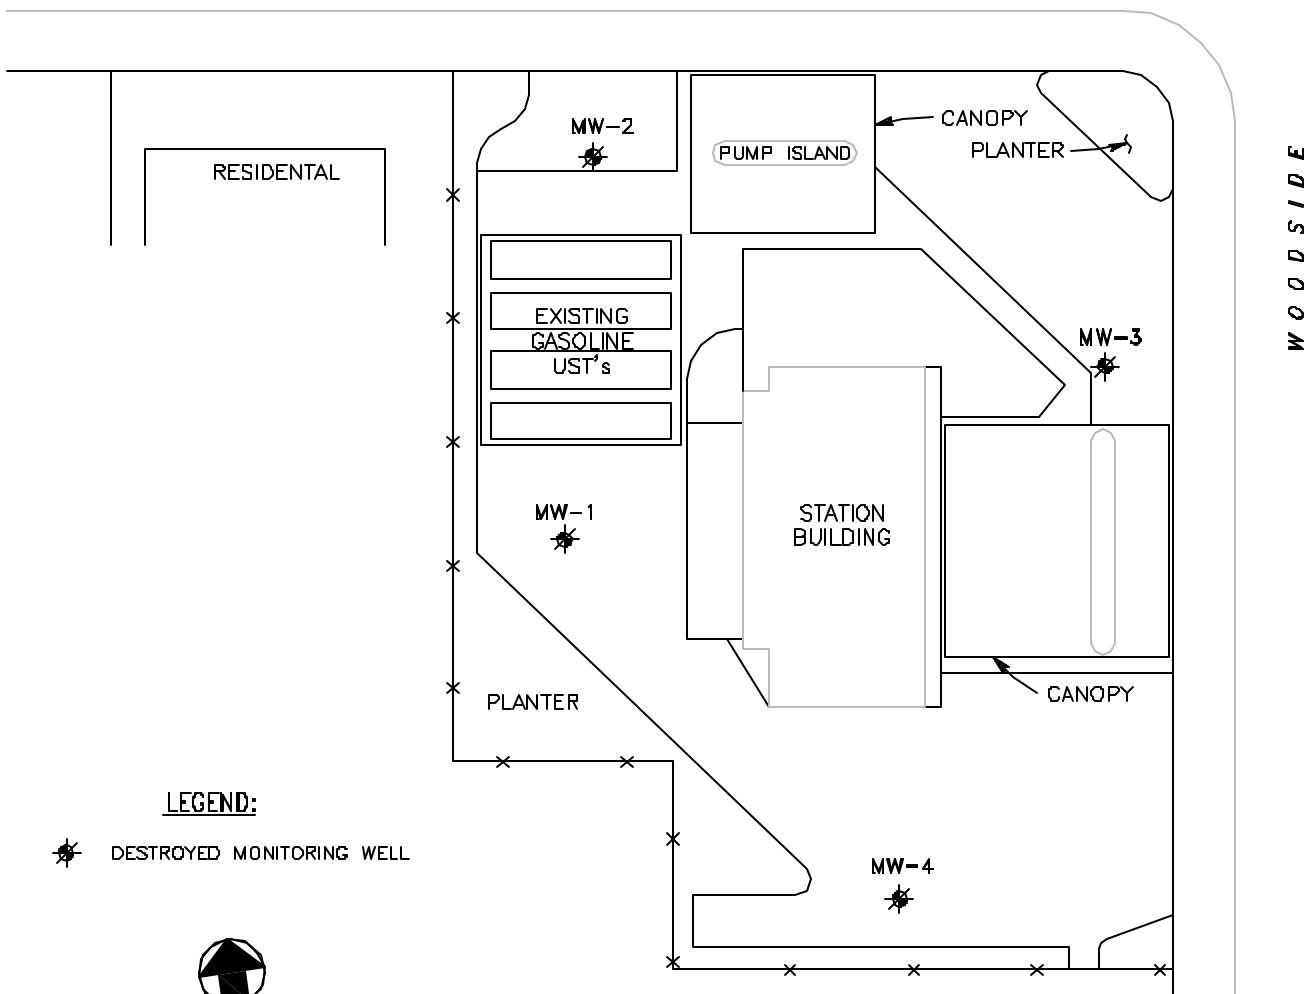 MW-2
CANOPY
PLANTER
PUMP ISLAND
RESIDENTAL
WOODSIDE
EXISTING
GASOLINE
UST's
MW-3
MW-1
STATION
BUILDING
PLANTER
CANOPY
LEGEND:
DESTROYED MONITORING WELL
MW-4